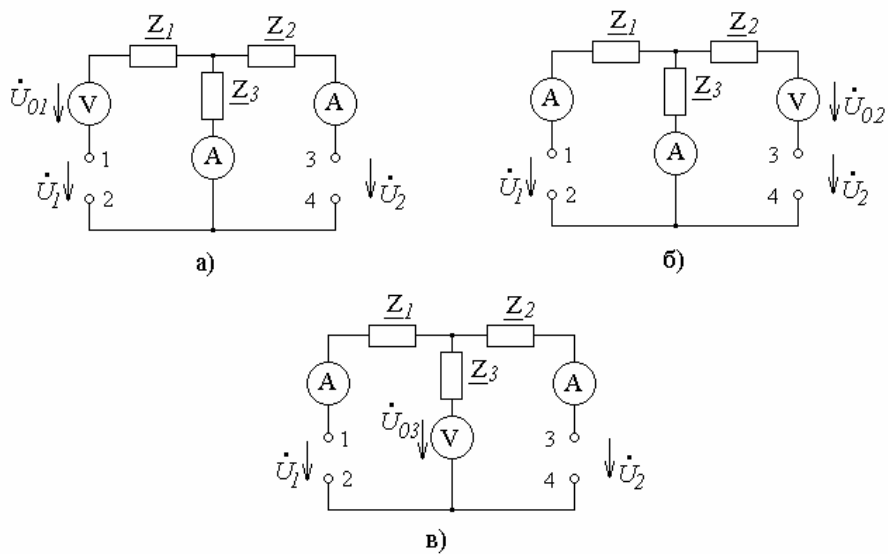 Z1 Z2
U̇01 V Z3 A
A
1 3
U̇1 U̇2
2 4
а)
Z1 Z2
A Z3 V U̇02
A
1 3
U̇1 U̇2
2 4
б)
Z1 Z2
A Z3 A
U̇03 V
1 3
U̇1 U̇2
2 4
в)